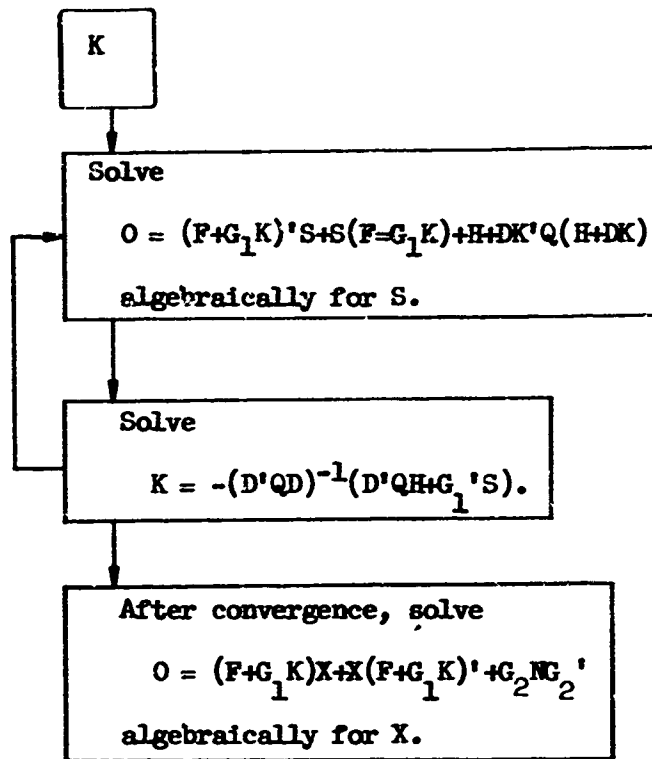 K
Solve
0 = (F+G₁K)'S+S(F=G₁K)+H+DK'Q(H+DK)
algebraically for S.
Solve
K = -(D'QD)⁻¹(D'QH+G₁'S).
After convergence, solve
0 = (F+G₁K)X+X(F+G₁K)'+G₂NG₂'
algebraically for X.